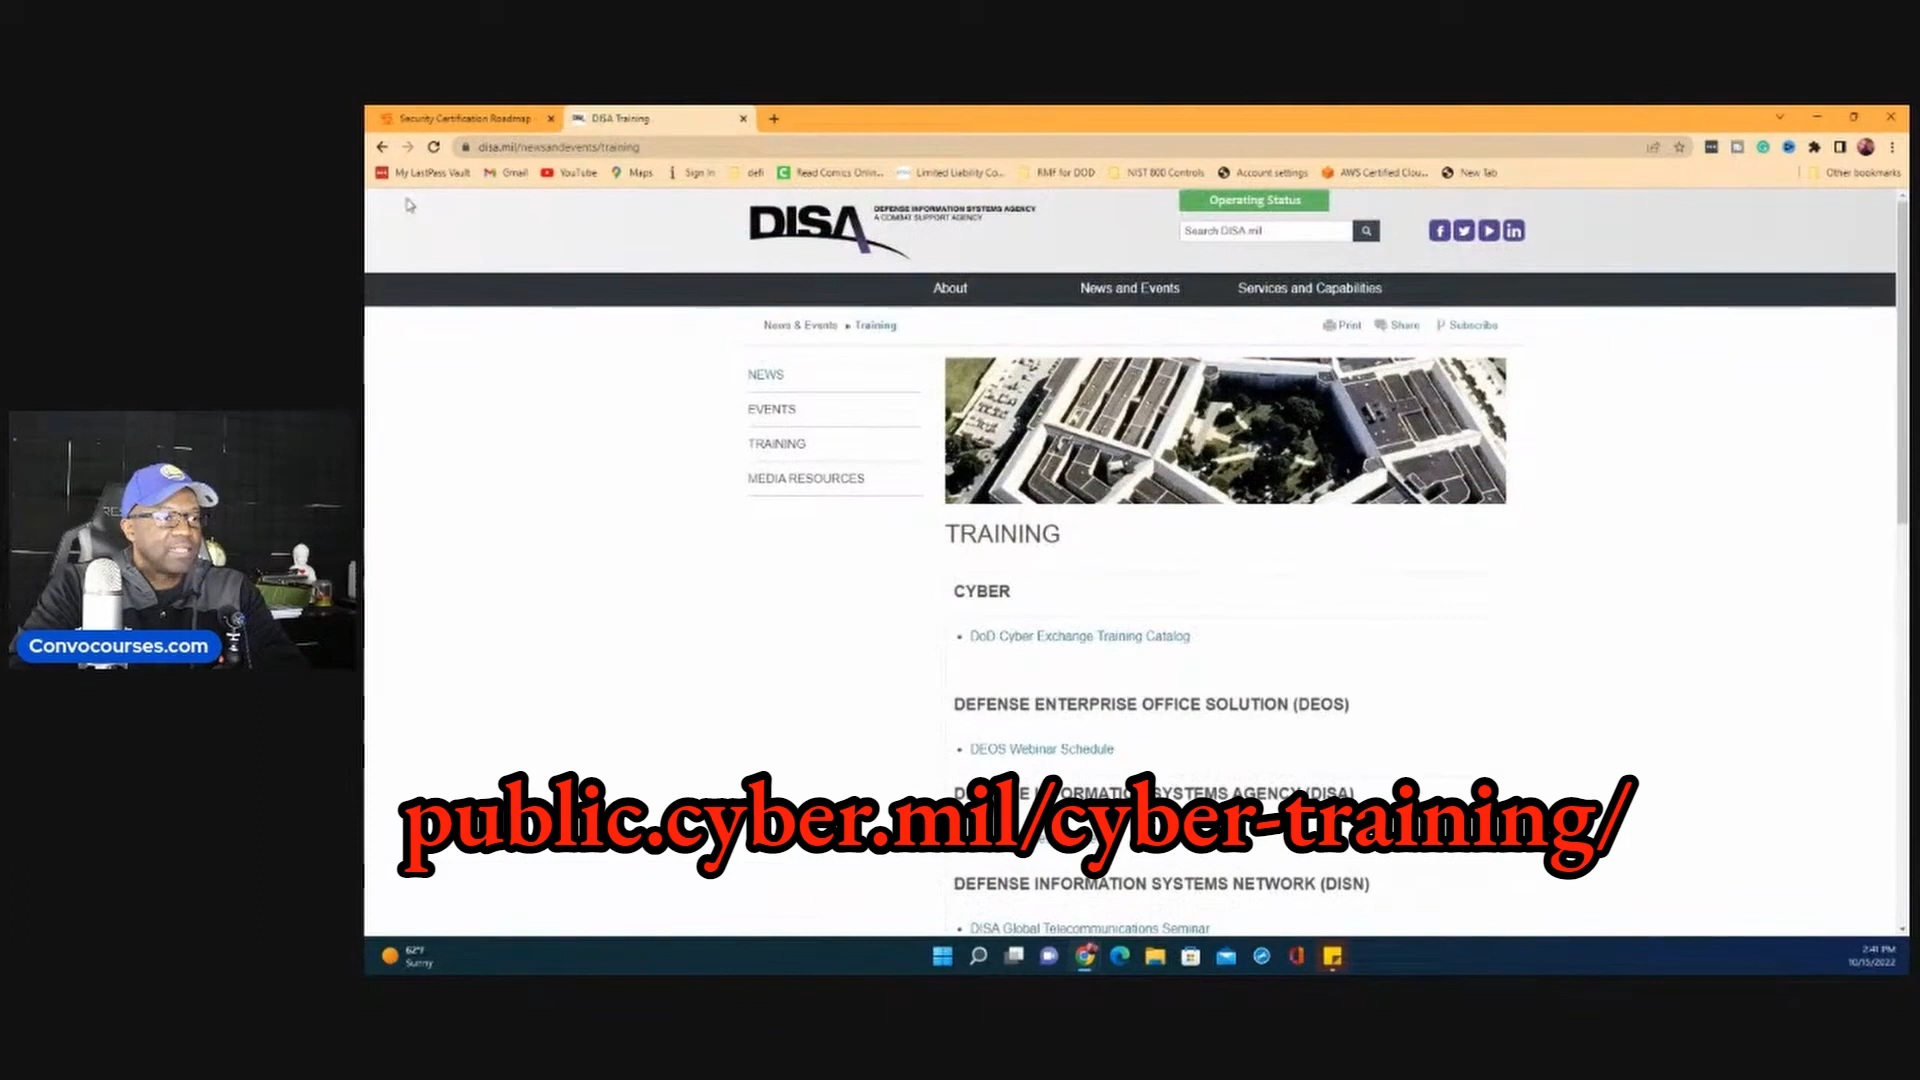 Security Certification Roadmap
DISA Training
disa.mil/newsandevents/training
My LastPass Vault
Gmail
YouTube
Maps
Sign In
defi
Read Comics Onlin...
Limited Liability Co...
RMF for DOD
NIST 800 Controls
Account settings
AWS Certified Clou...
New Tab
Other bookmarks
DISA
DEFENSE INFORMATION SYSTEMS AGENCY
A COMBAT SUPPORT AGENCY
Operating Status
Search DISA.mil
About
News and Events
Services and Capabilities
News & Events » Training
Print
Share
Subscribe
NEWS
EVENTS
TRAINING
MEDIA RESOURCES
TRAINING
CYBER
• DoD Cyber Exchange Training Catalog
DEFENSE ENTERPRISE OFFICE SOLUTION (DEOS)
• DEOS Webinar Schedule
SYSTEMS AGENCY (DISA)
public.cyber.mil/cyber-training/
DEFENSE INFORMATION SYSTEMS NETWORK (DISN)
• DISA Global Telecommunications Seminar
Convocourses.com
62°F
Sunny
2:41 PM
10/15/2022